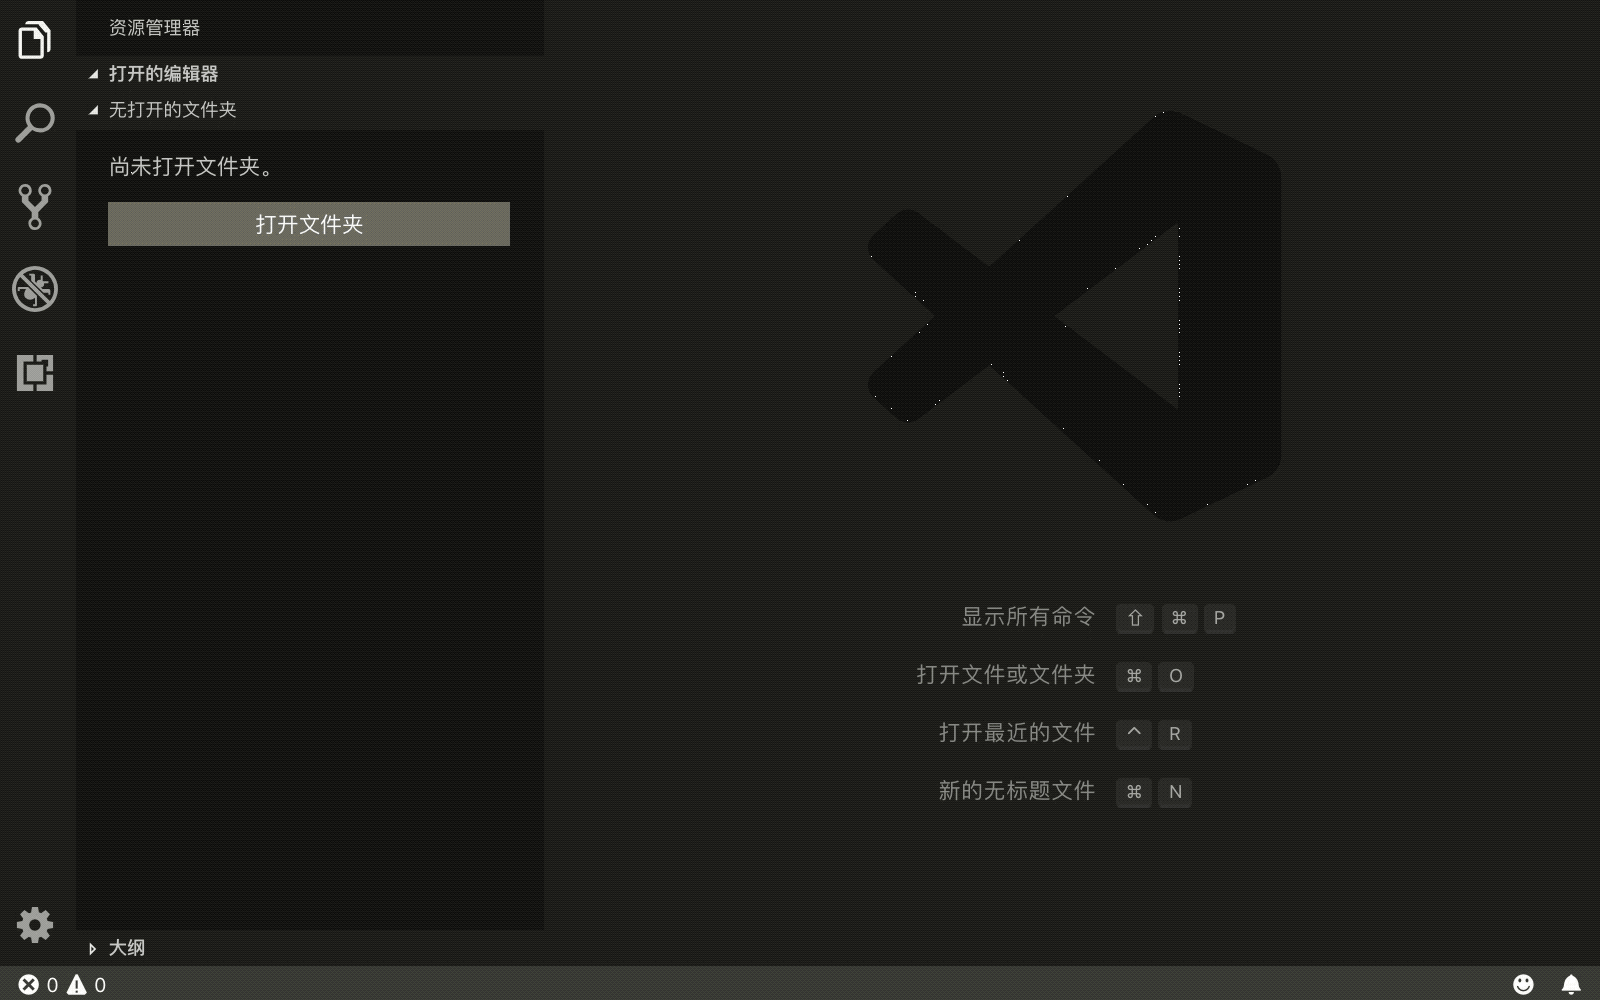 资源管理器
打开的编辑器
无打开的文件夹
尚未打开文件夹。
打开文件夹
显示所有命令 ⇧ ⌘ P
打开文件或文件夹 ⌘ O
打开最近的文件 ^ R
新的无标题文件 ⌘ N
大纲
0 0